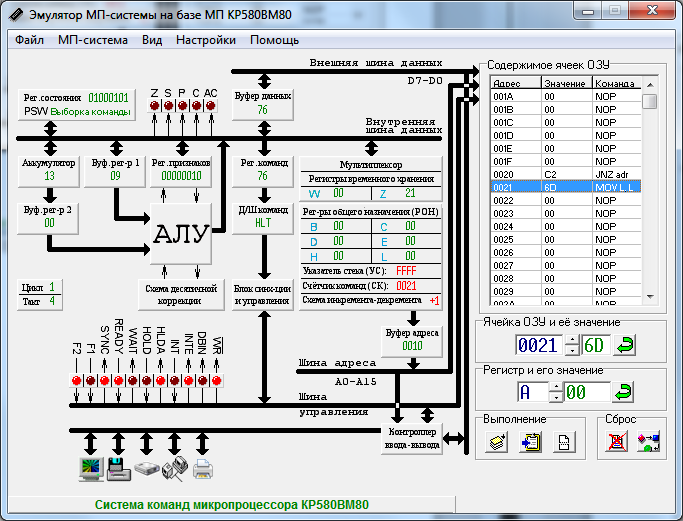 Эмулятор МП-системы на базе МП КР580ВМ80
Файл МП-система Вид Настройки Помощь
Внешняя шина данных
D7-D0
Z S P C AC
Рег.состояния 01000101
PSW Выборка команды
Буфер данных
76
Внутренняя
шина данных
Аккумулятор
13
Буф.рег-р 1
09
Рег.признаков
00000010
Рег.команд
76
Мультиплексор
Регистры временного хранения
W 00 Z 21
Буф.рег-р 2
00
АЛУ
Д/Ш команд
HLT
Рег-ры общего назначения (РОН)
B 00 C 00
D 00 E 00
H 00 L 00
Указатель стека (УС): FFFF
Счётчик команд (СК): 0021
Схема инкремента-декремента +1
Цикл 1
Такт 4
Схема десятичной
коррекции
Блок синх-ции
и управления
Буфер адреса
0010
F2 F1 SYNC READY WAIT HOLD HLDA INT INTE DBIN WR
Шина адреса
A0-A15
Шина
управления
Контроллер
ввода-вывода
Система команд микропроцессора КР580ВМ80
Содержимое ячеек ОЗУ
Адрес Значение Команда
001A 00 NOP
001B 00 NOP
001C 00 NOP
001D 00 NOP
001E 00 NOP
001F 00 NOP
0020 C2 JNZ adr
0021 6D MOV L, L
0022 00 NOP
0023 00 NOP
0024 00 NOP
0025 00 NOP
0026 00 NOP
0027 00 NOP
0028 00 NOP
0029 00 NOP
002A 00 NOP
Ячейка ОЗУ и её значение
0021 6D
Регистр и его значение
A 00
Выполнение
Сброс